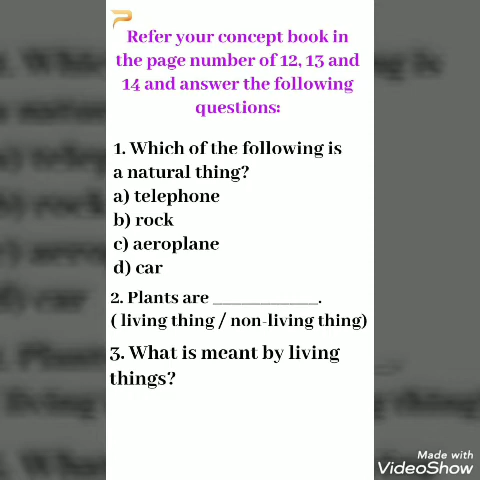 Refer your concept book in
the page number of 12, 13 and
14 and answer the following
questions:
1. Which of the following is
a natural thing?
a) telephone
b) rock
c) aeroplane
d) car
2. Plants are ______________.
( living thing / non-living thing)
3. What is meant by living
things?
Made with
VideoShow